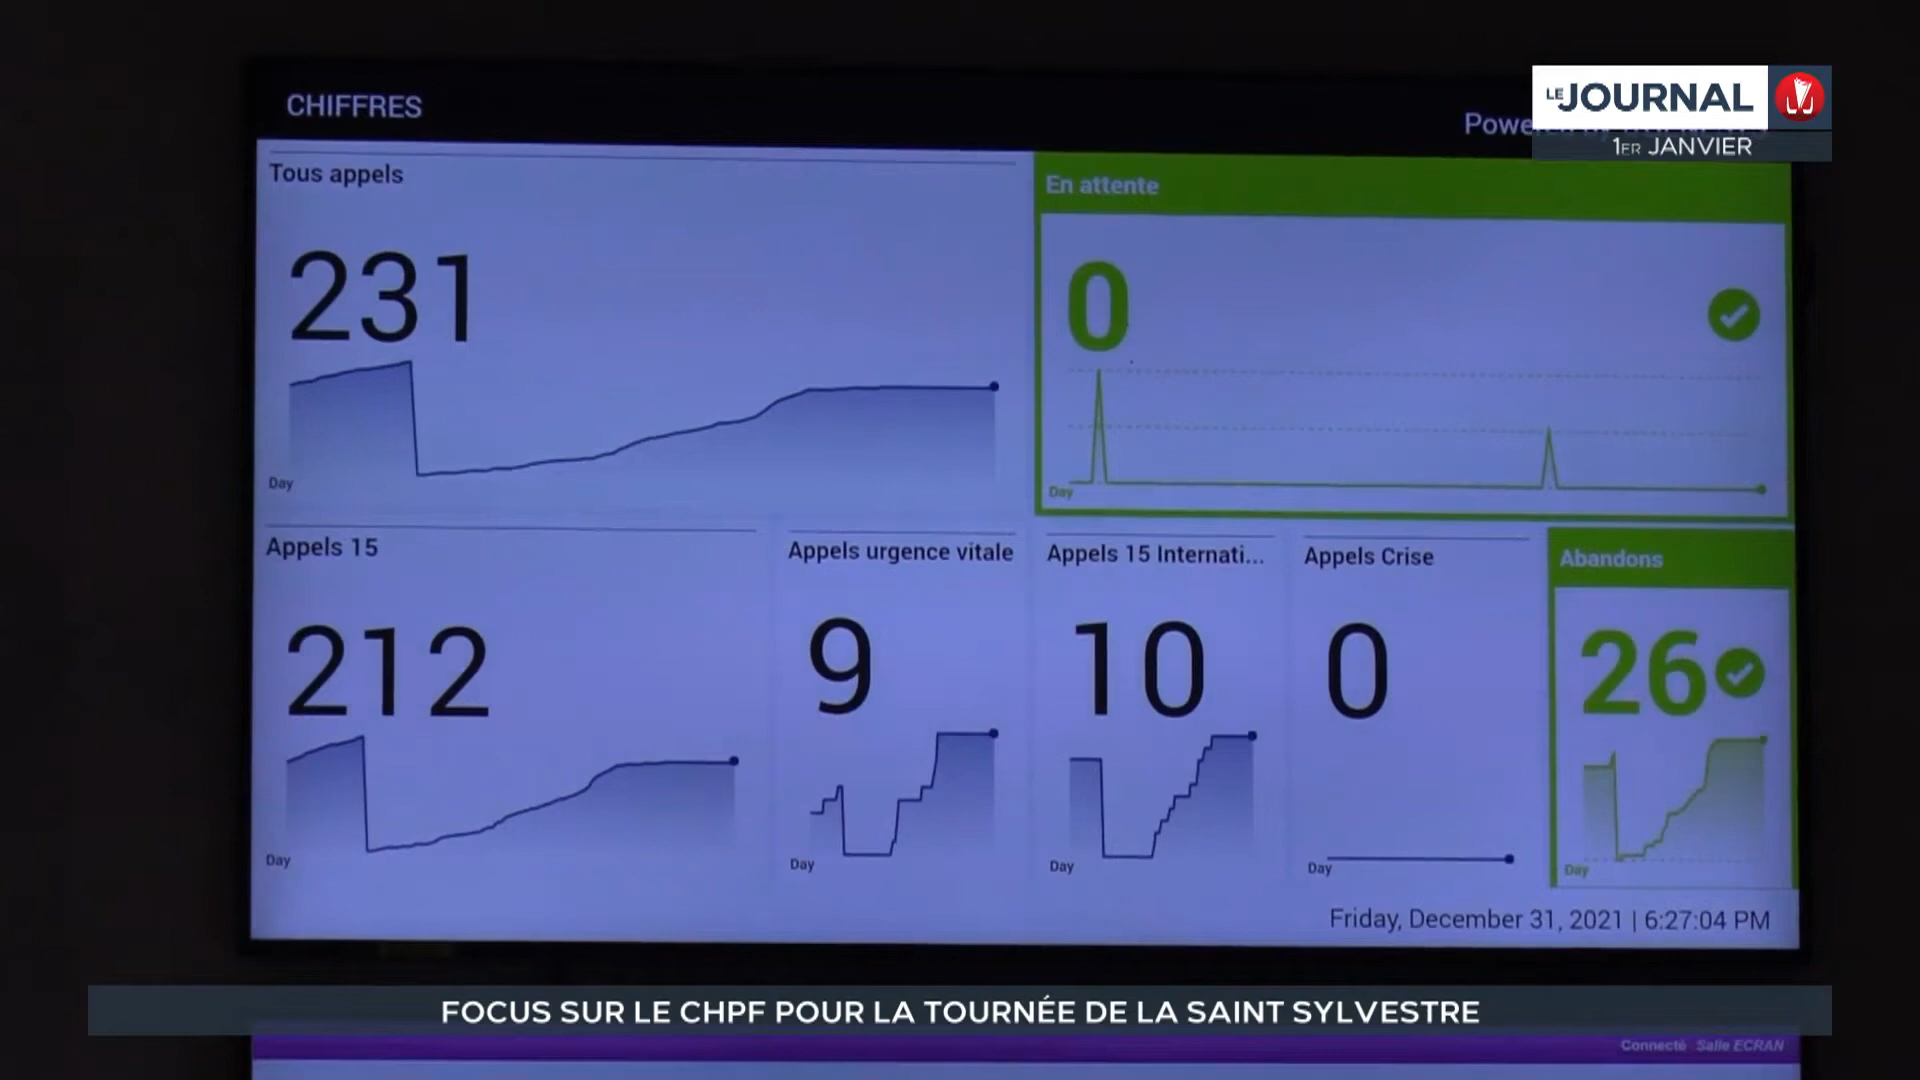 CHIFFRES
LE JOURNAL
1ER JANVIER
Tous appels
231
Day
En attente
0
Day
Appels 15
212
Day
Appels urgence vitale
9
Day
Appels 15 Internati...
10
Day
Appels Crise
0
Day
Abandons
26
Day
Friday, December 31, 2021 | 6:27:04 PM
FOCUS SUR LE CHPF POUR LA TOURNÉE DE LA SAINT SYLVESTRE
Connecté Salle ECRAN